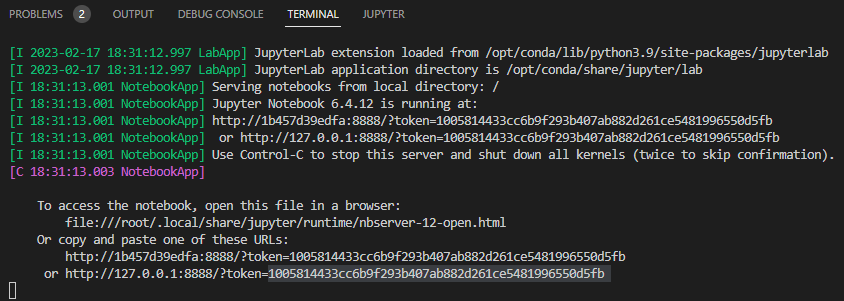 PROBLEMS 2 OUTPUT DEBUG CONSOLE TERMINAL JUPYTER
[I 2023-02-17 18:31:12.997 LabApp] JupyterLab extension loaded from /opt/conda/lib/python3.9/site-packages/jupyterlab
[I 2023-02-17 18:31:12.997 LabApp] JupyterLab application directory is /opt/conda/share/jupyter/lab
[I 18:31:13.001 NotebookApp] Serving notebooks from local directory: /
[I 18:31:13.001 NotebookApp] Jupyter Notebook 6.4.12 is running at:
[I 18:31:13.001 NotebookApp] http://1b457d39edfa:8888/?token=1005814433cc6b9f293b407ab882d261ce5481996550d5fb
[I 18:31:13.001 NotebookApp]  or http://127.0.0.1:8888/?token=1005814433cc6b9f293b407ab882d261ce5481996550d5fb
[I 18:31:13.001 NotebookApp] Use Control-C to stop this server and shut down all kernels (twice to skip confirmation).
[C 18:31:13.003 NotebookApp]
To access the notebook, open this file in a browser:
file:///root/.local/share/jupyter/runtime/nbserver-12-open.html
Or copy and paste one of these URLs:
http://1b457d39edfa:8888/?token=1005814433cc6b9f293b407ab882d261ce5481996550d5fb
or http://127.0.0.1:8888/?token=1005814433cc6b9f293b407ab882d261ce5481996550d5fb